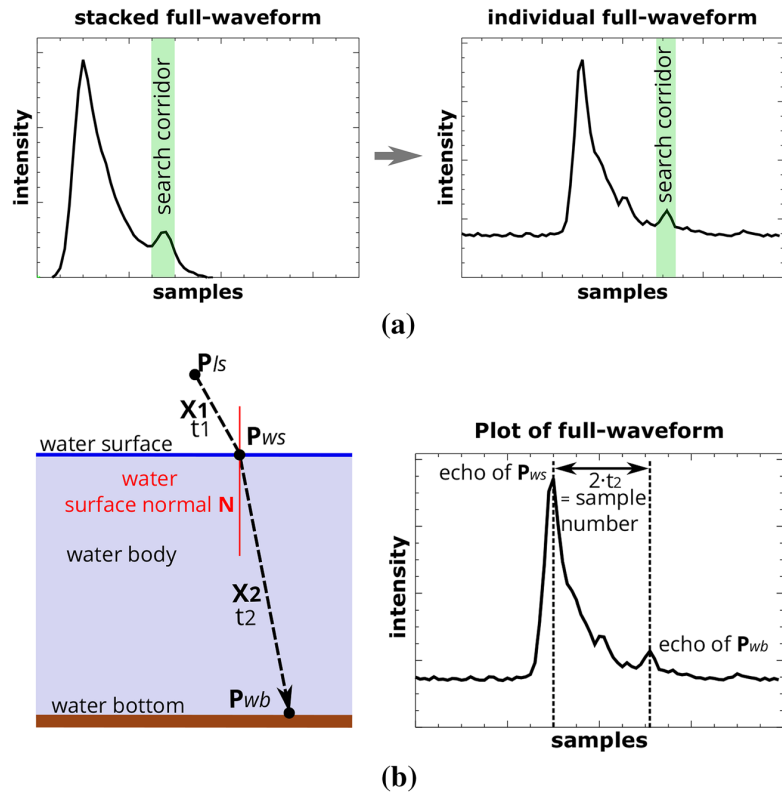 stacked full-waveform
intensity
search corridor
samples
individual full-waveform
intensity
search corridor
samples
(a)
Pls
X1
t1
Pws
water surface
water
surface normal N
water body
X2
t2
Pwb
water bottom
Plot of full-waveform
echo of Pws
2·t2
= sample
number
intensity
echo of Pwb
samples
(b)